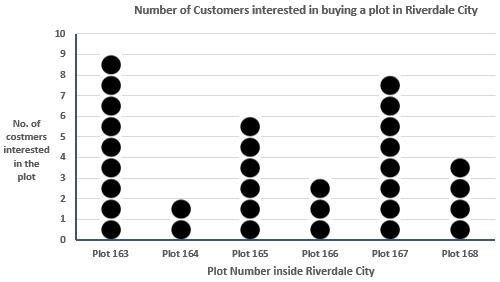 Number of Customers interested in buying a plot in Riverdale City
10
9
8
7
6
5
4
3
2
1
0
No. of
costmers
interested
in the
plot
Plot 163 Plot 164 Plot 165 Plot 166 Plot 167 Plot 168
Plot Number inside Riverdale City